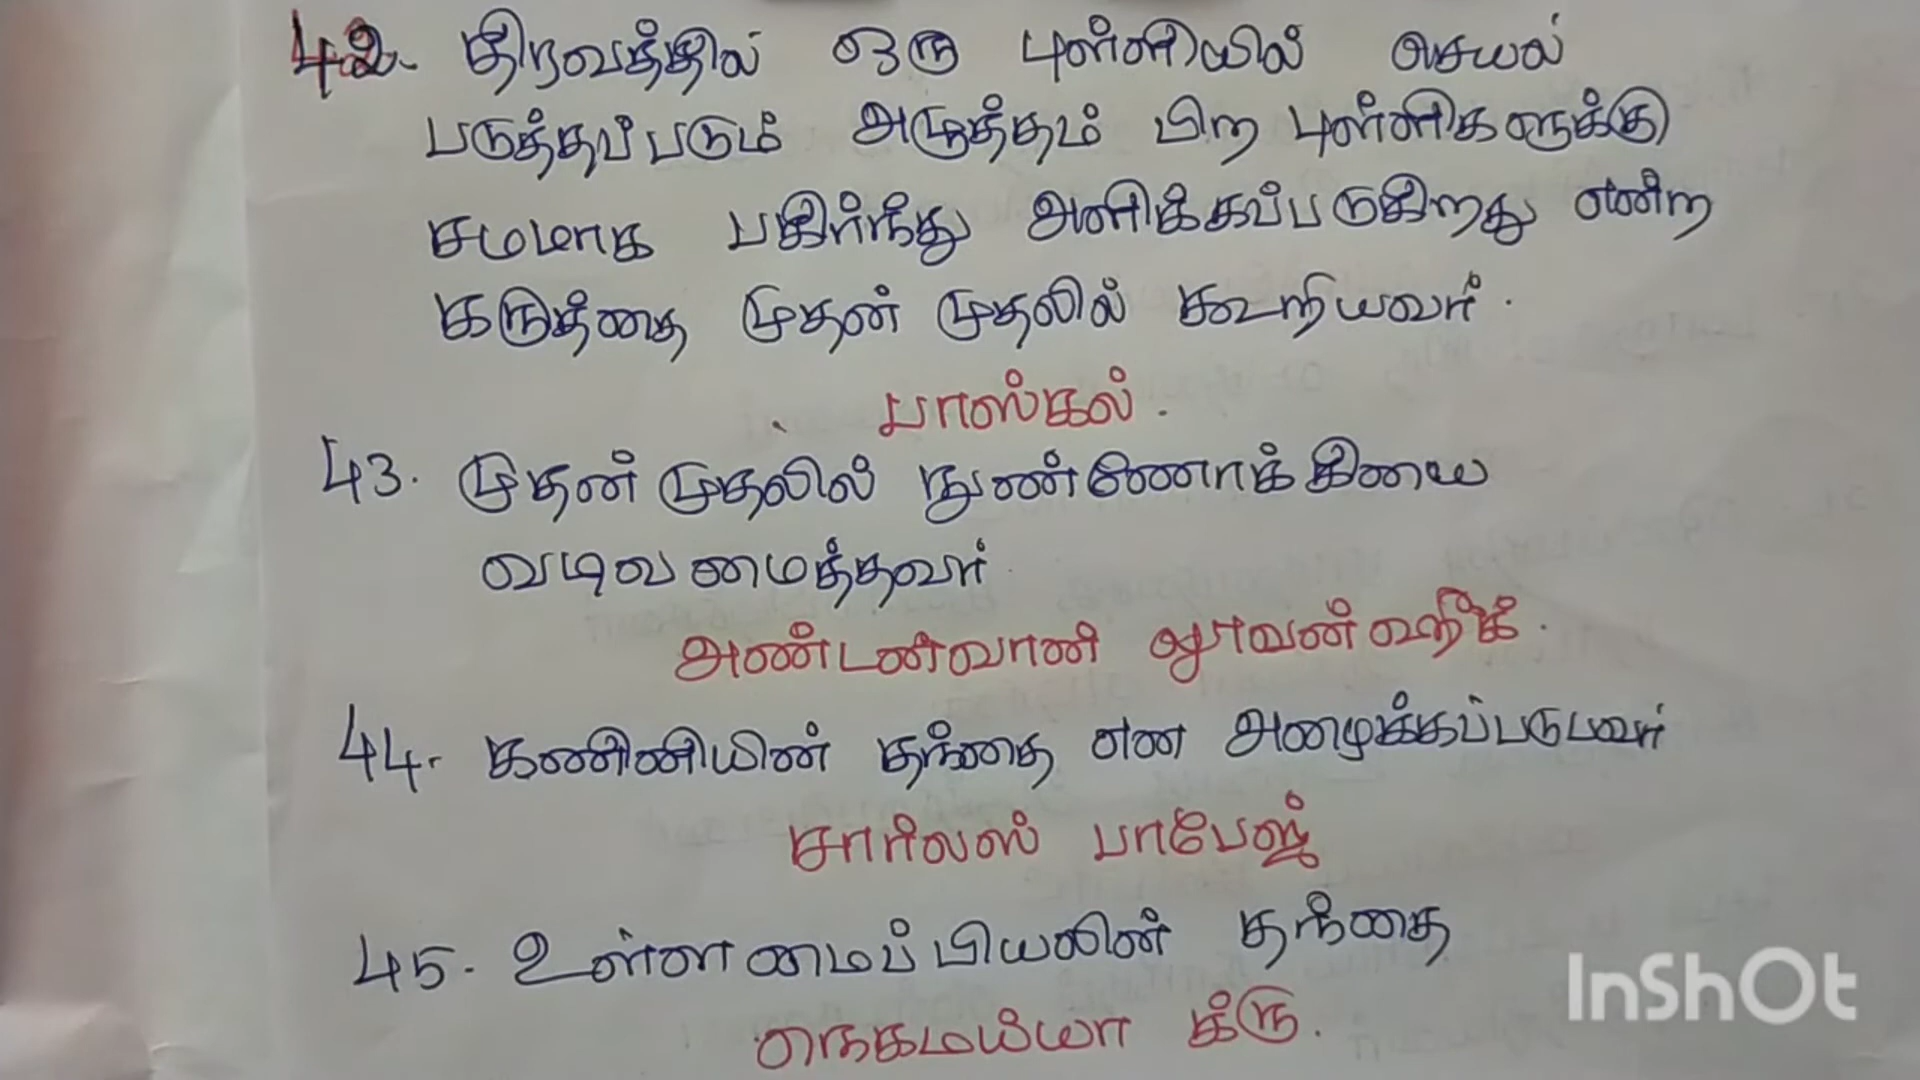 42. திரவத்தில் ஒரு புள்ளியில் செயல்
படுத்தப்படும் அழுத்தம் பிற புள்ளிகளுக்கு
சமமாக பகிர்ந்து அளிக்கப்படுகிறது என்ற
கருத்தை முதன் முதலில் கூறியவர்.
பாஸ்கல்.
43. முதன் முதலில் நுண்ணோக்கியை
வடிவமைத்தவர்
அண்டன்வான் லூவன்ஹீக்.
44. கணினியின் தந்தை என அழைக்கப்படுபவர்
சார்லஸ் பாபேஜ்
45. உள்ளமைப்பியலின் தந்தை
நெகமய்யா க்ரு.
InShOt